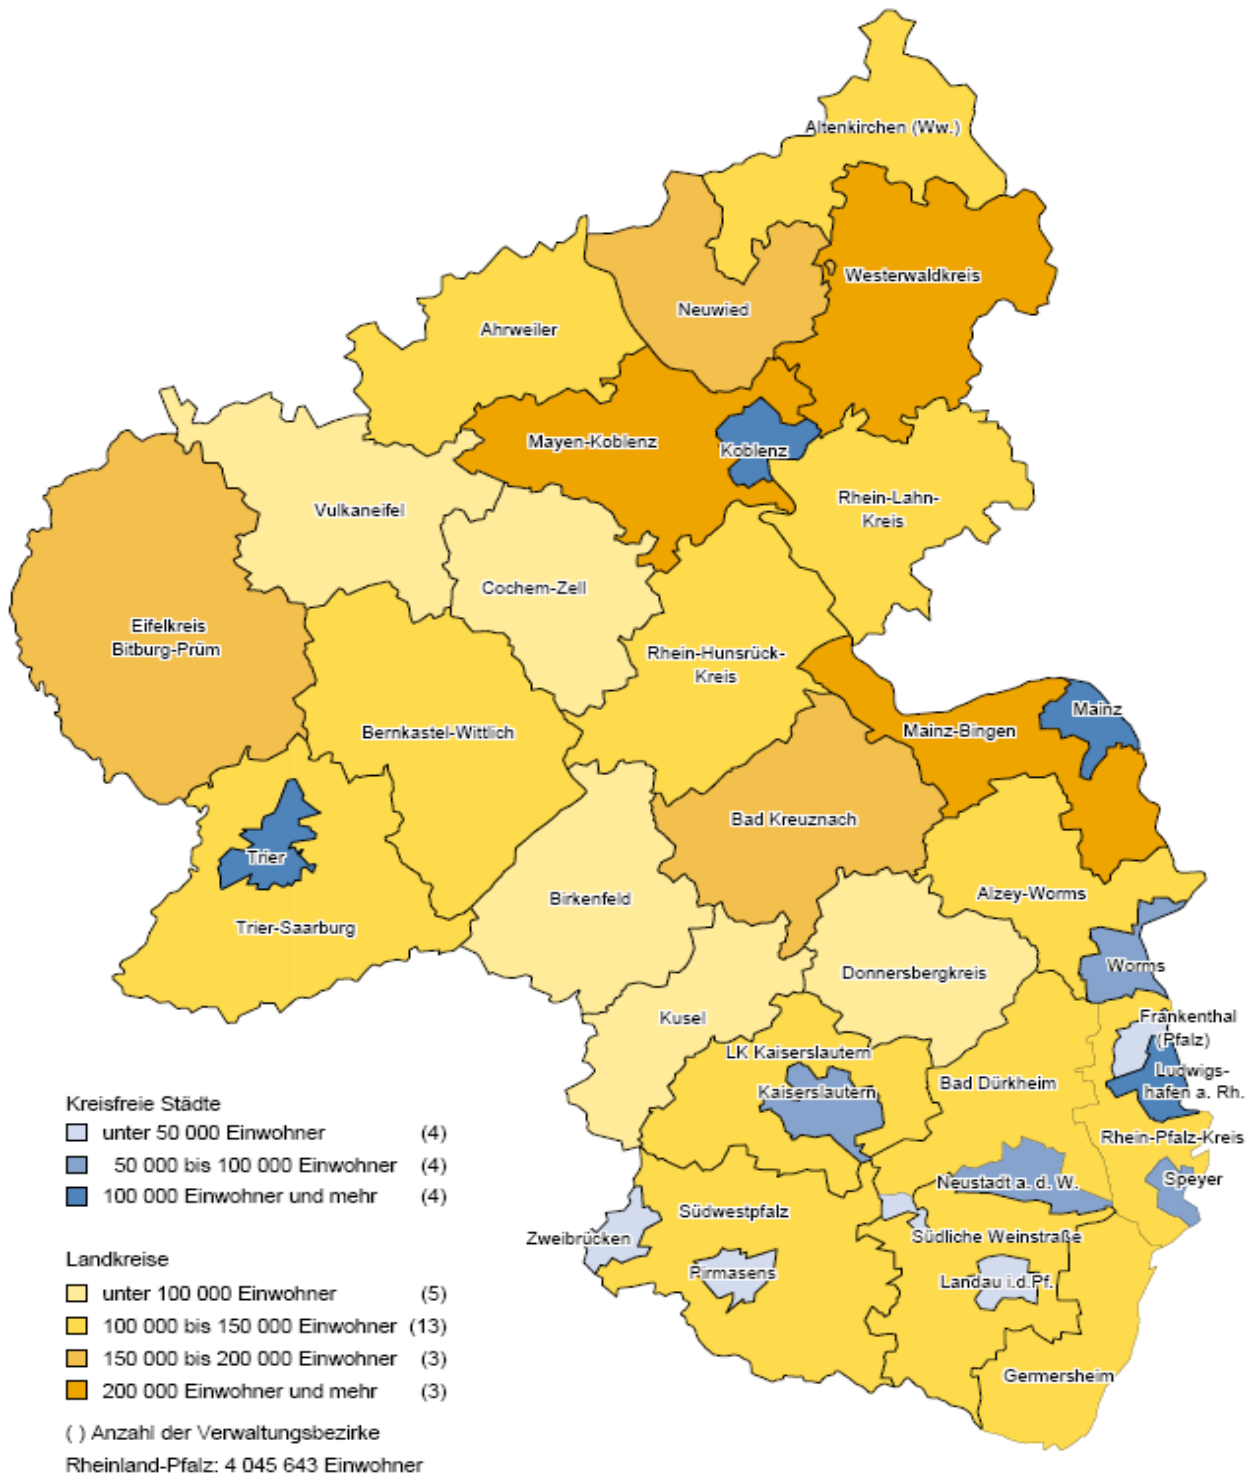 Altenkirchen (Ww.)
Westerwaldkreis
Neuwied
Ahrweiler
Mayen-Koblenz
Koblenz
Rhein-Lahn-
Kreis
Vulkaneifel
Cochem-Zell
Eifelkreis
Bitburg-Prüm
Rhein-Hunsrück-
Kreis
Mainz
Mainz-Bingen
Bernkastel-Wittlich
Bad Kreuznach
Trier
Alzey-Worms
Birkenfeld
Trier-Saarburg
Worms
Donnersbergkreis
Kusel
Frankenthal
(Pfalz)
LK Kaiserslautern
Ludwigs-
hafen a. Rh.
Bad Dürkheim
Kaiserslautern
Rhein-Pfalz-Kreis
Neustadt a. d. W.
Speyer
Südwestpfalz
Zweibrücken
Südliche Weinstraße
Pirmasens
Landau i.d.Pf.
Germersheim
Kreisfreie Städte
unter 50 000 Einwohner (4)
50 000 bis 100 000 Einwohner (4)
100 000 Einwohner und mehr (4)
Landkreise
unter 100 000 Einwohner (5)
100 000 bis 150 000 Einwohner (13)
150 000 bis 200 000 Einwohner (3)
200 000 Einwohner und mehr (3)
( ) Anzahl der Verwaltungsbezirke
Rheinland-Pfalz: 4 045 643 Einwohner